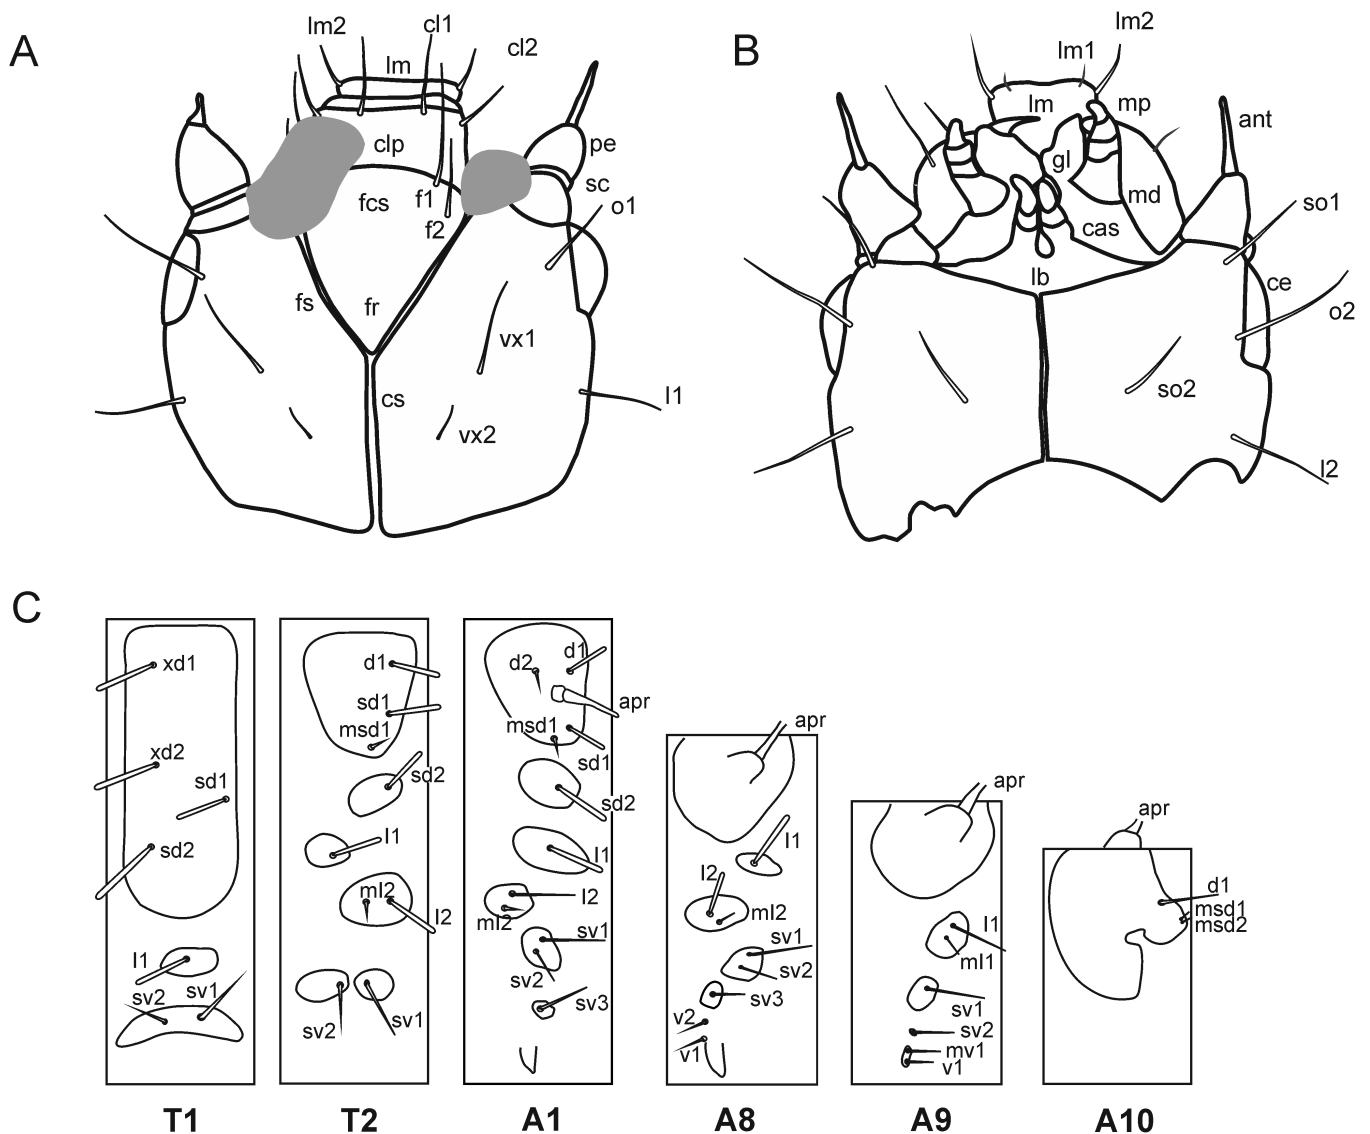 A
lm2
cl1
cl2
lm
clp
pe
sc
fcs
f1
o1
f2
fs
fr
vx1
cs
l1
vx2
B
lm2
lm1
lm
mp
ant
gl
md
cas
so1
lb
ce
o2
so2
l2
C
xd1
xd2
sd1
sd2
l1
sv2
sv1
T1
d1
sd1
msd1
sd2
l1
ml2
l2
sv2
sv1
T2
d2
d1
apr
msd1
sd1
sd2
l1
l2
ml2
sv1
sv2
sv3
A1
apr
l1
l2
ml2
sv1
sv2
sv3
v2
v1
A8
apr
l1
ml1
sv1
sv2
mv1
v1
A9
apr
d1
msd1
msd2
A10